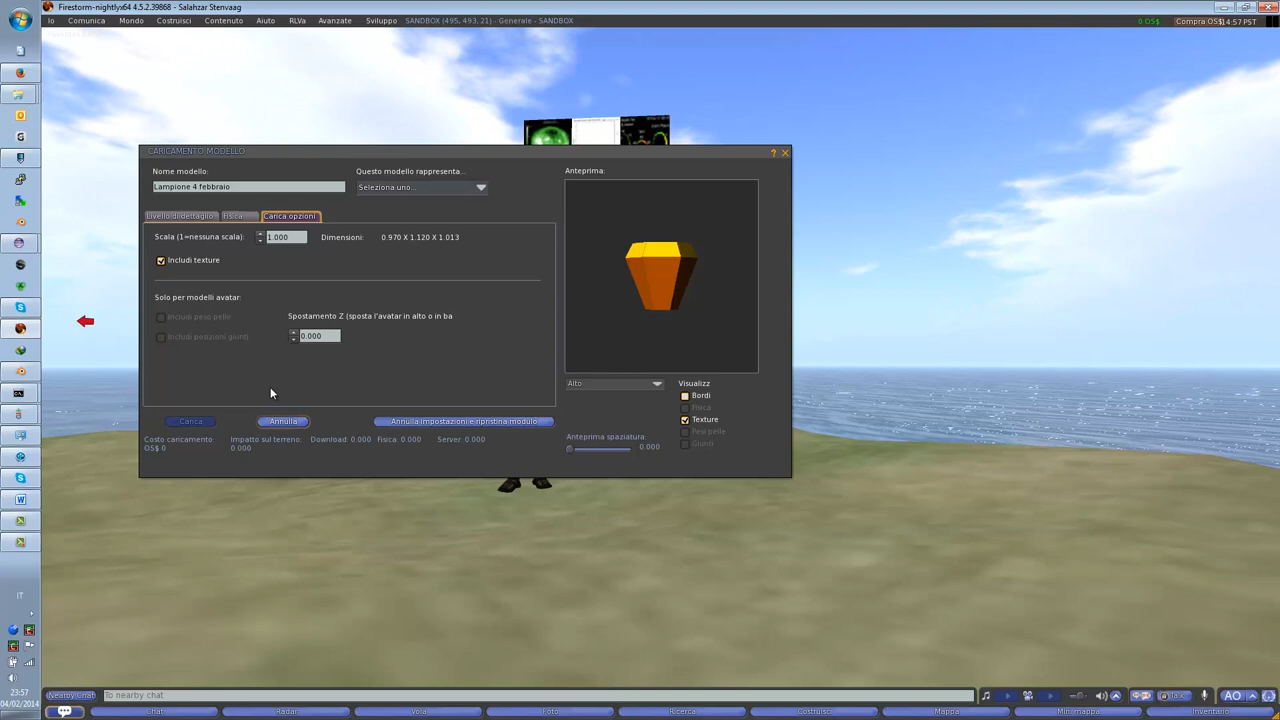 Firestorm-nightlyx64 4.5.2.39868 - Salahzar Stenvaag
Io Comunica Mondo Costruisci Contenuto Aiuto RLVa Avanzate Sviluppo SANDBOX (495, 493, 21) - Generale - SANDBOX
0 OS$ Compra OS$ 14:57 PST
CARICAMENTO MODELLO
Nome modello:
Questo modello rappresenta...
Anteprima:
Lampione 4 febbraio
Seleziona uno...
Livello di dettaglio Fisica Carica opzioni
Scala (1=nessuna scala): 1.000 Dimensioni: 0.970 X 1.120 X 1.013
Includi texture
Solo per modelli avatar:
Includi peso pelle
Spostamento Z (sposta l'avatar in alto o in ba
Includi posizioni giunti
0.000
Alto
Visualizz
Bordi
Fisica
Texture
Pesi pelle
Giunti
Carica Annulla Annulla impostazioni e ripristina modulo
Costo caricamento:
OS$ 0
Impatto sul terreno:
0.000
Download: 0.000 Fisica: 0.000 Server: 0.000
Anteprima spaziatura:
0.000
IT
23:57
04/02/2014
Nearby Chat To nearby chat
Talk
AO
Chat Radar Vola Foto Ricerca Costruisci Mappa Mini mappa Inventario